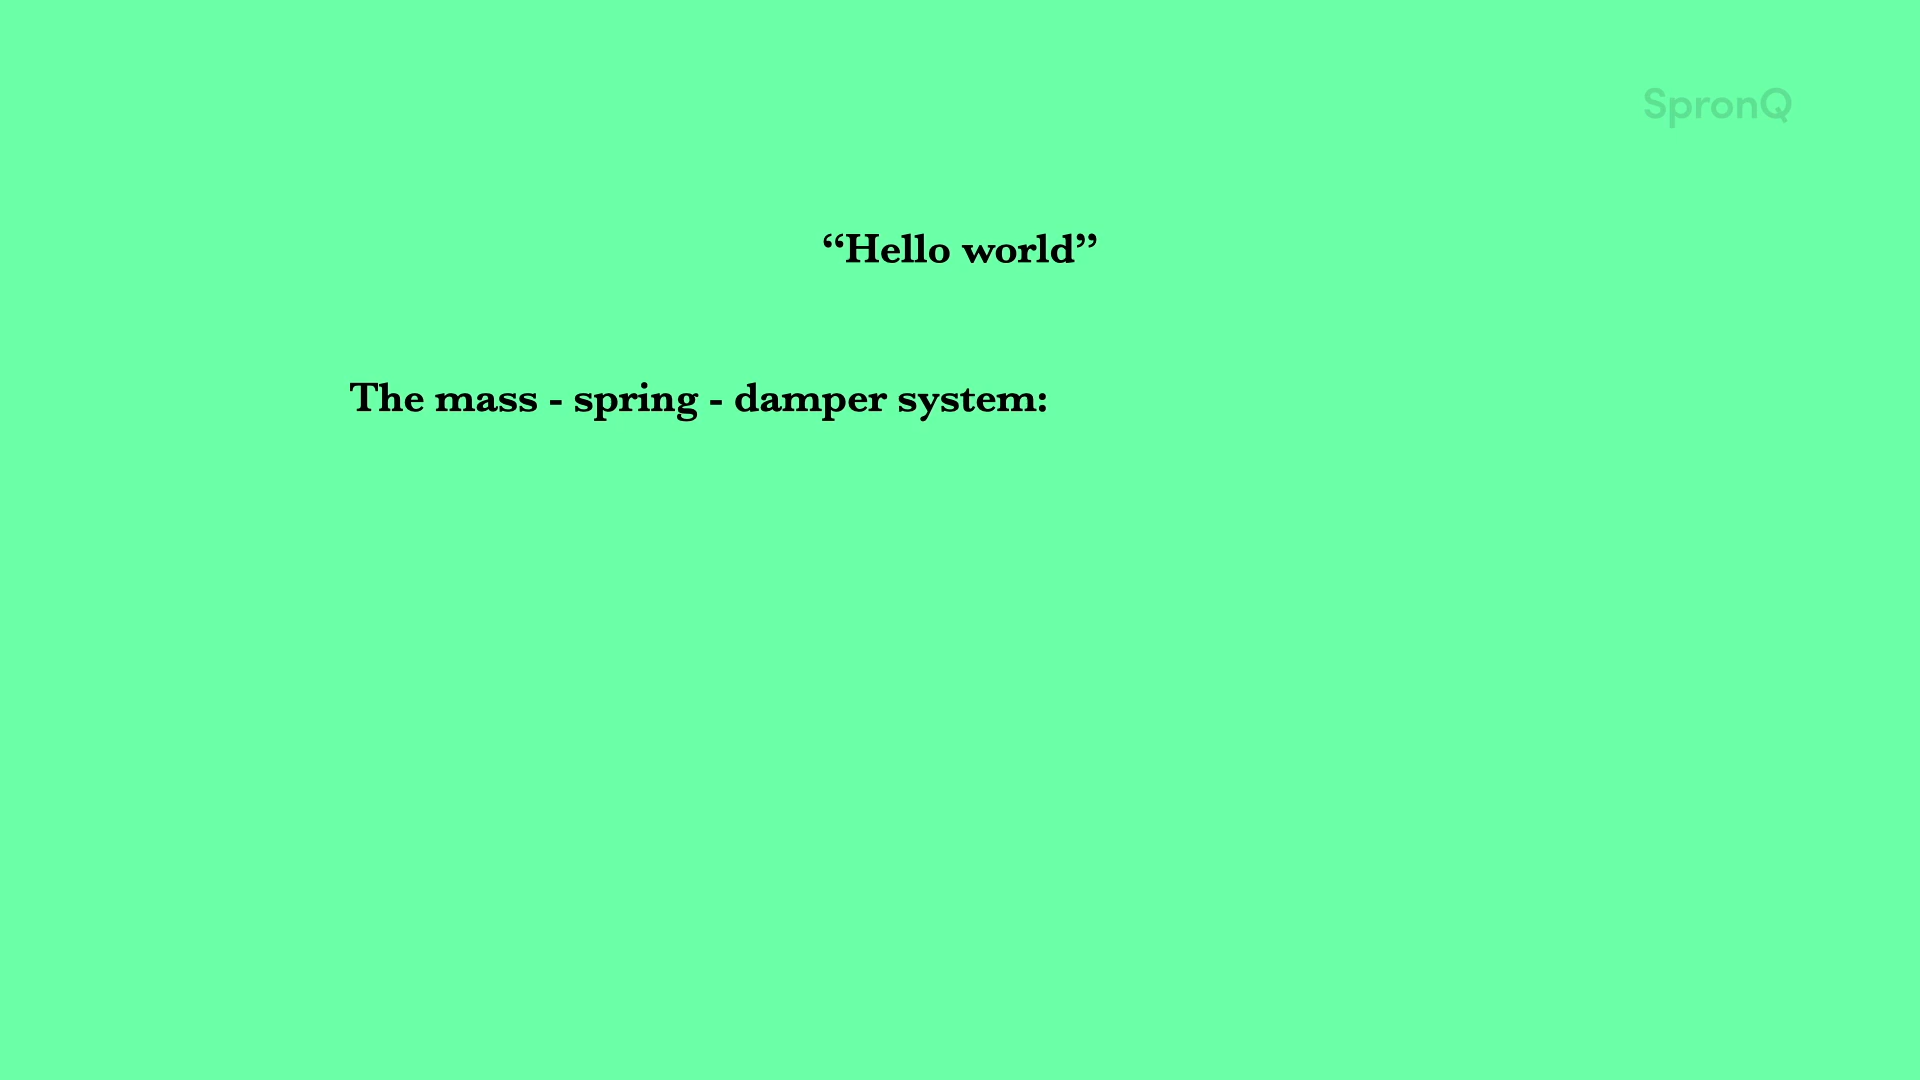 SpronQ
“Hello world”
The mass - spring - damper system: